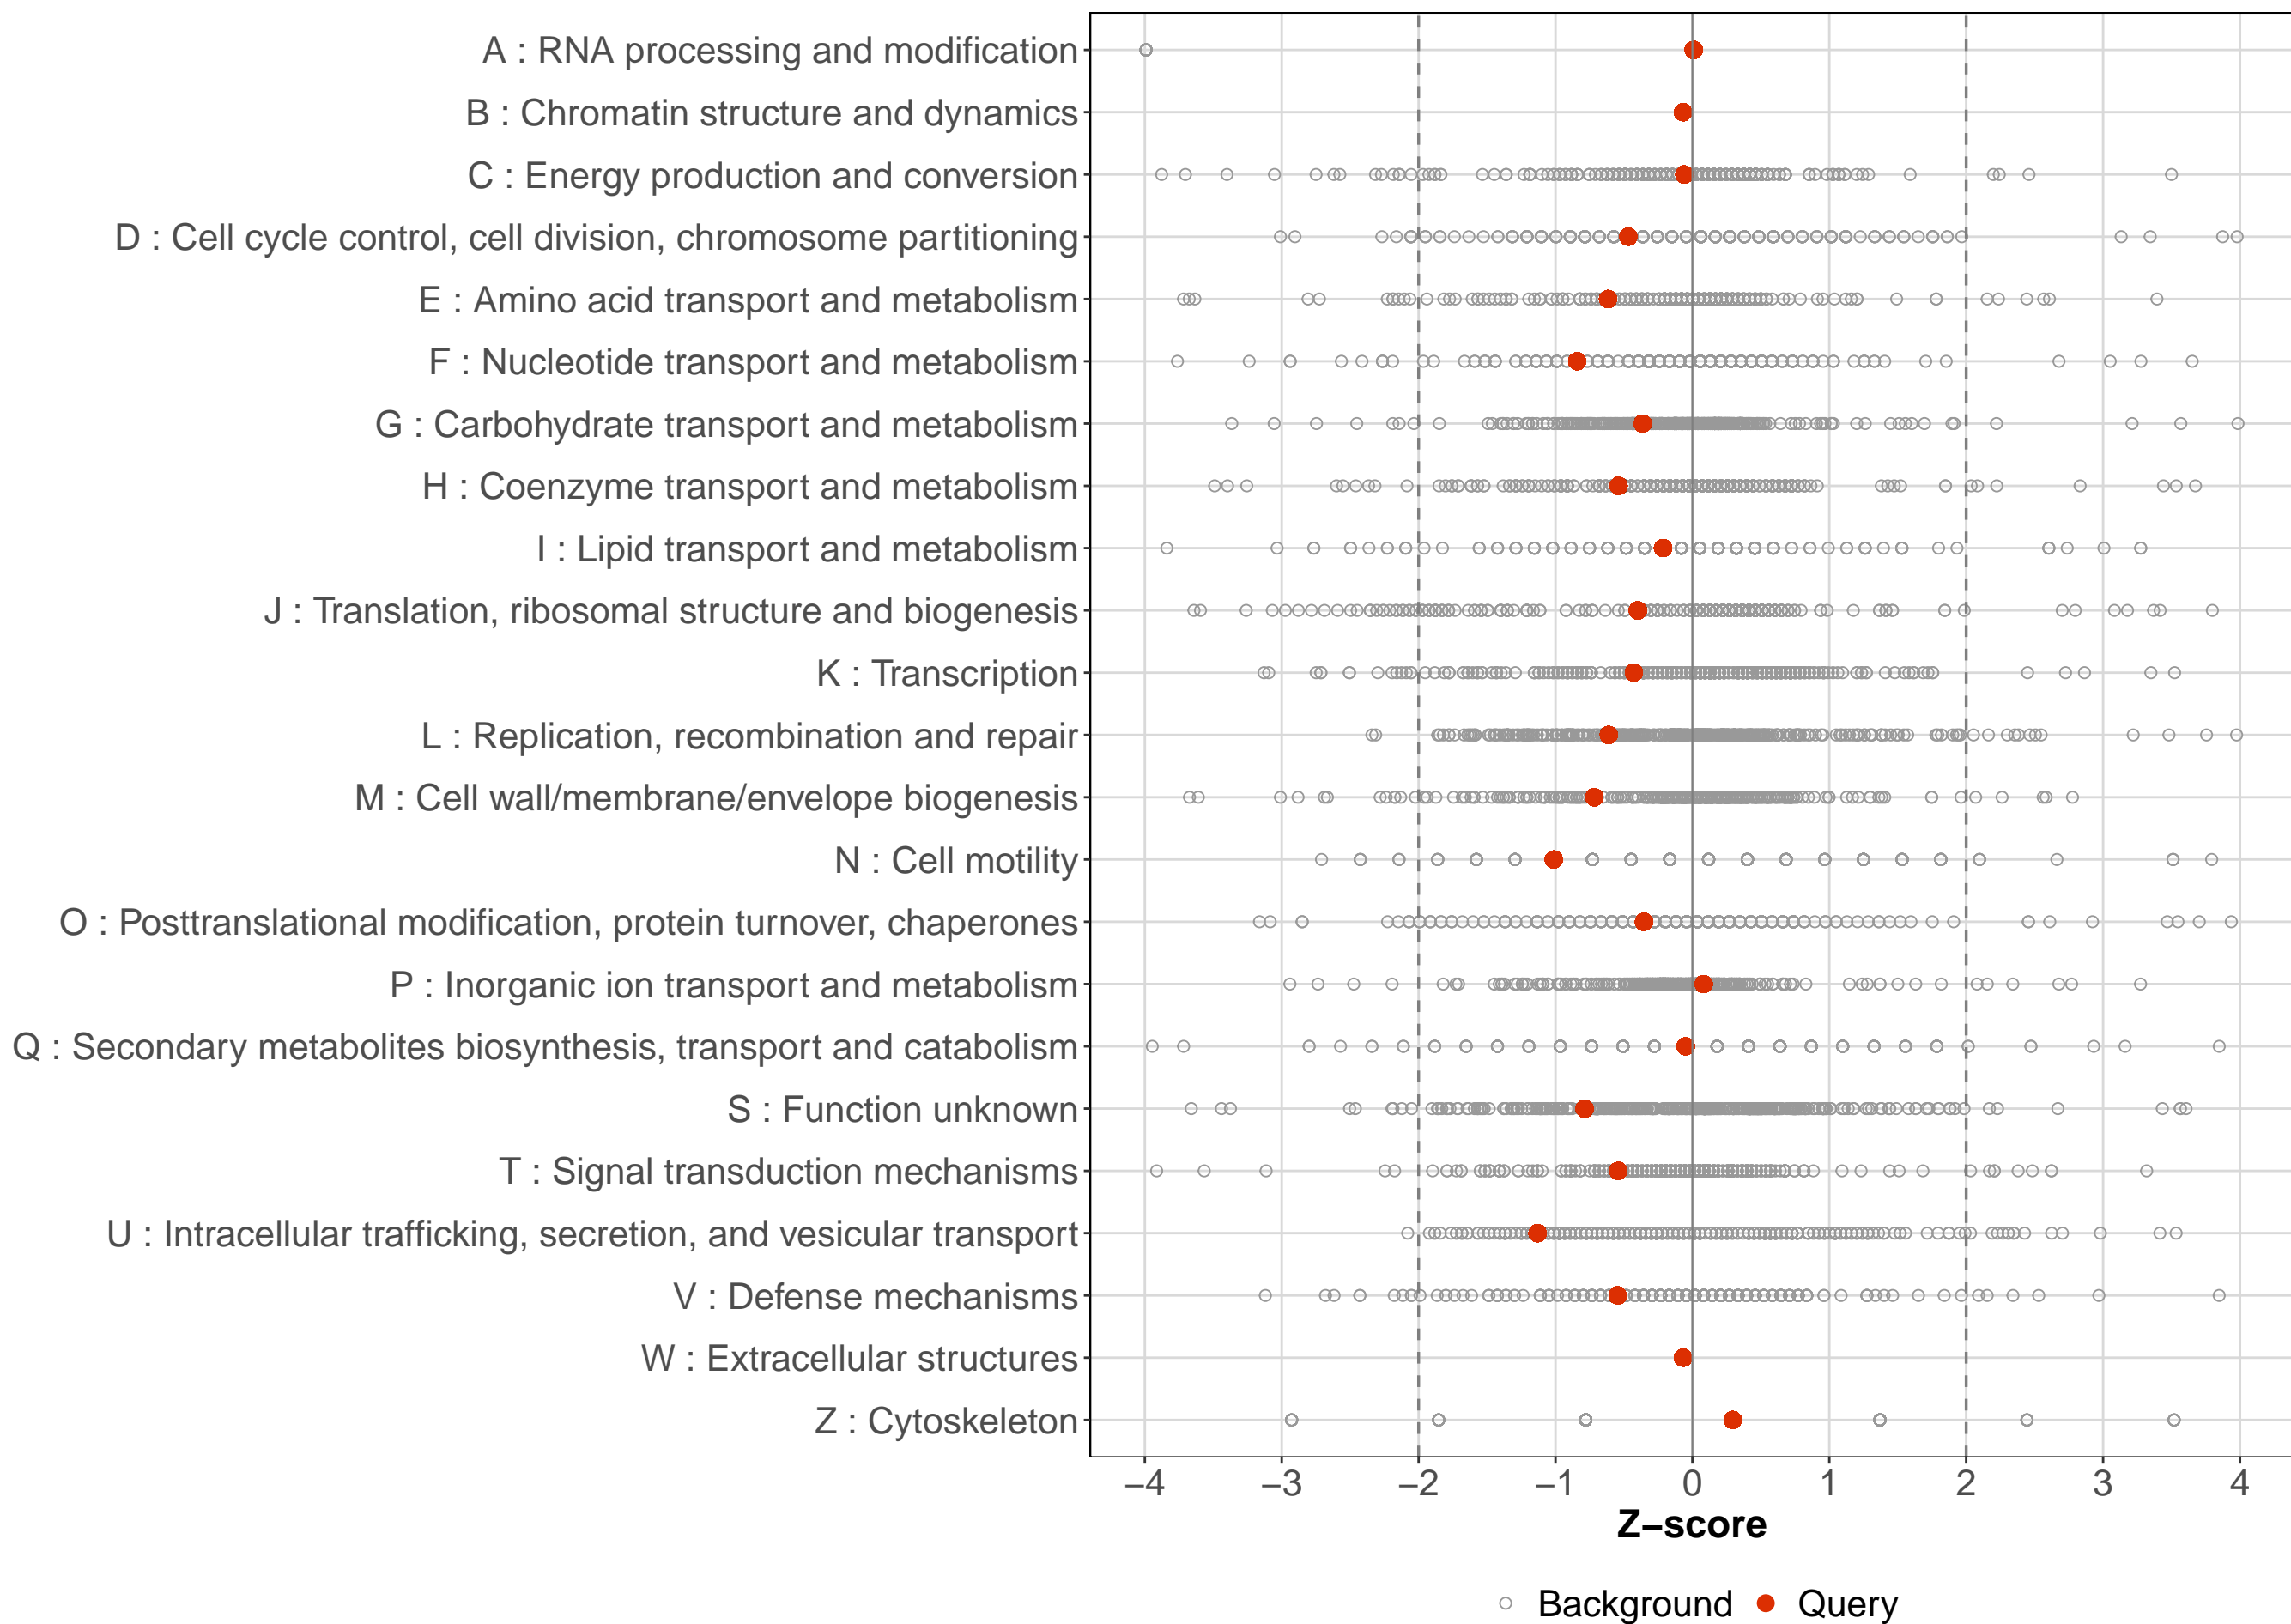 A : RNA processing and modification
B : Chromatin structure and dynamics
C : Energy production and conversion
D : Cell cycle control, cell division, chromosome partitioning
E : Amino acid transport and metabolism
F : Nucleotide transport and metabolism
G : Carbohydrate transport and metabolism
H : Coenzyme transport and metabolism
I : Lipid transport and metabolism
J : Translation, ribosomal structure and biogenesis
K : Transcription
L : Replication, recombination and repair
M : Cell wall/membrane/envelope biogenesis
N : Cell motility
O : Posttranslational modification, protein turnover, chaperones
P : Inorganic ion transport and metabolism
Q : Secondary metabolites biosynthesis, transport and catabolism
S : Function unknown
T : Signal transduction mechanisms
U : Intracellular trafficking, secretion, and vesicular transport
V : Defense mechanisms
W : Extracellular structures
Z : Cytoskeleton
−4 −3 −2 −1 0 1 2 3 4
Z−score
Background Query